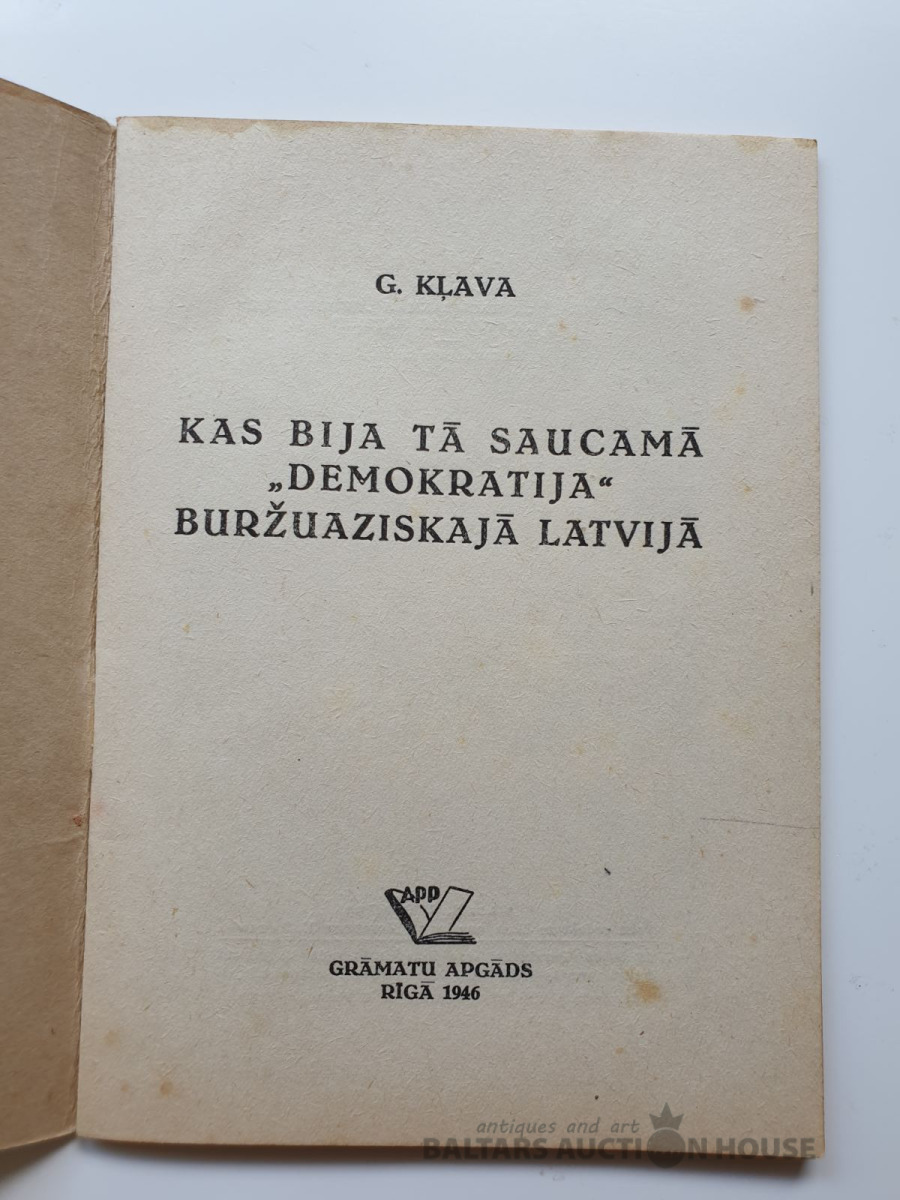 G. KĻAVA
KAS BIJA TĀ SAUCAMĀ
„DEMOKRATIJA“
BURŽUAZISKAJĀ LATVIJĀ
APP
GRĀMATU APGĀDS
RĪGĀ 1946
antiques and art
BALTARS AUCTION HOUSE